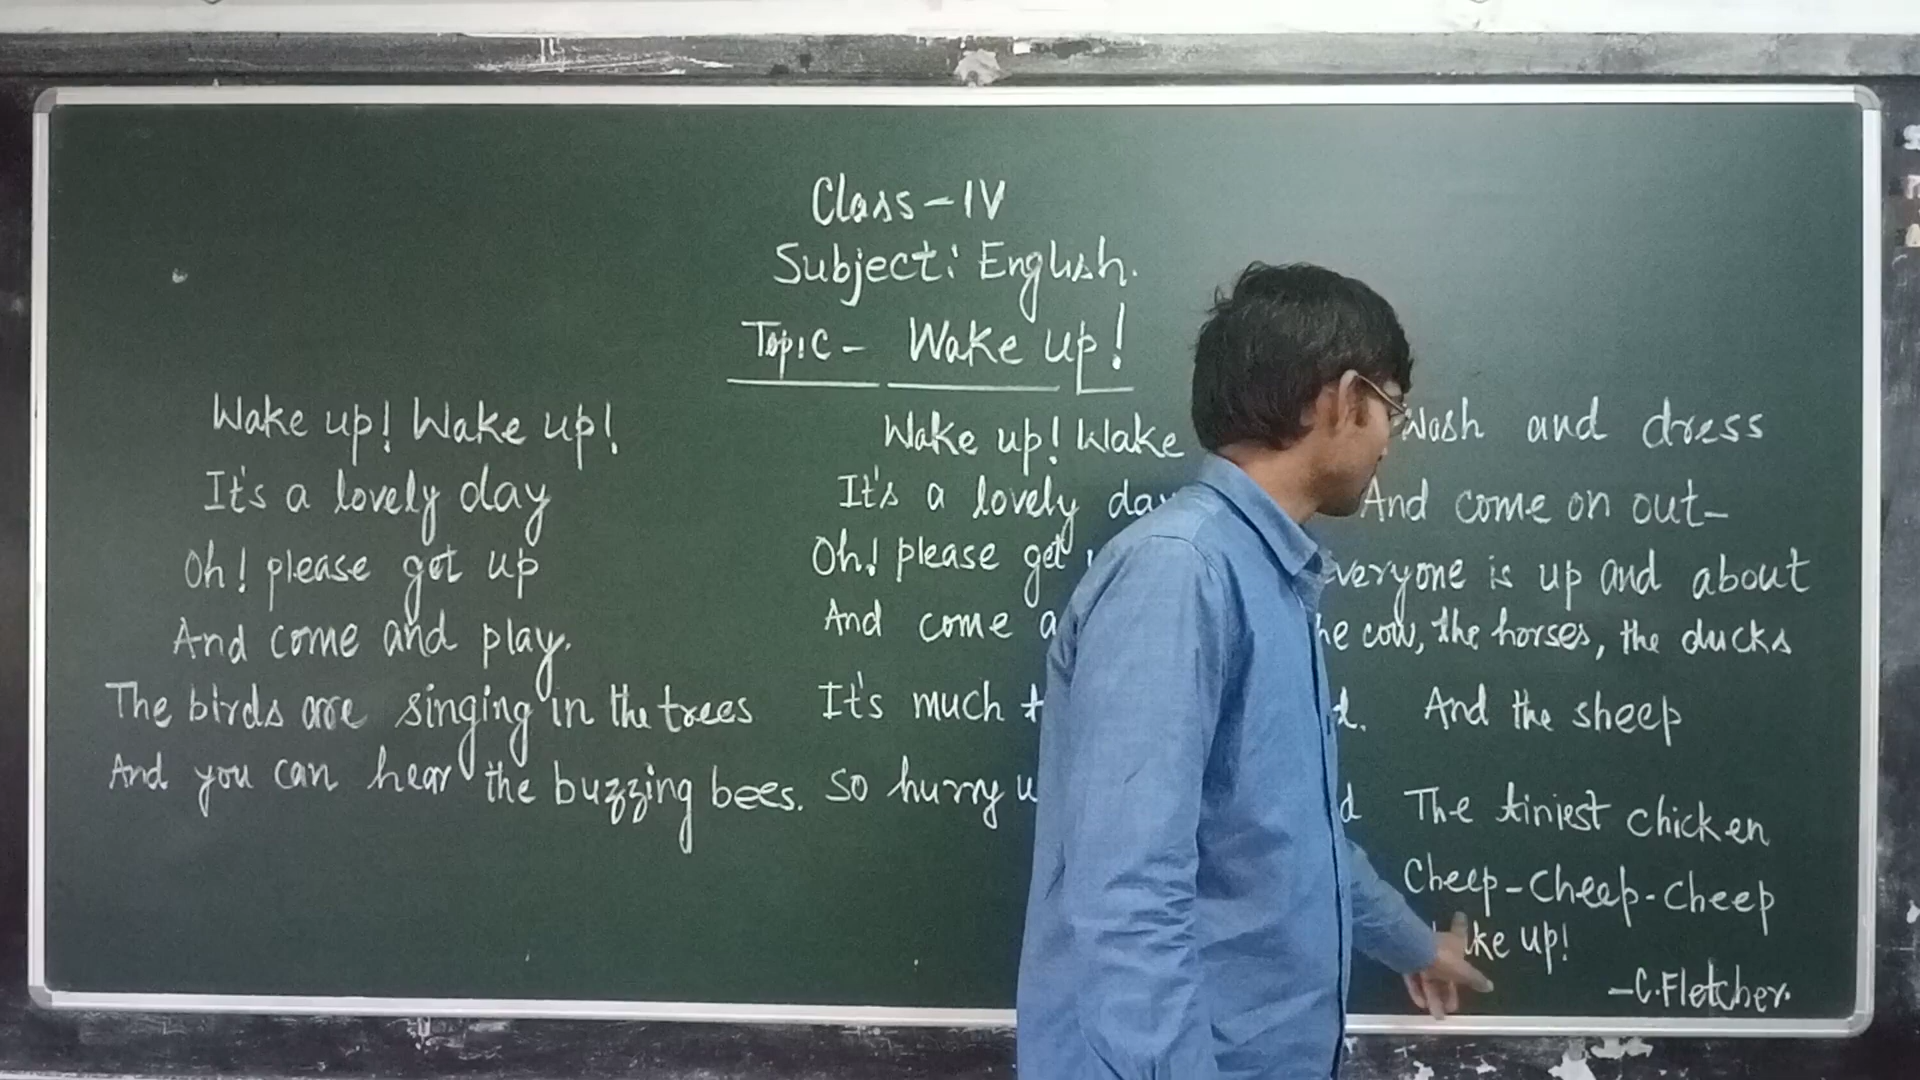 Class-IV
Subject: English.
Topic - Wake up!
Wake up! Wake up!
It's a lovely day
Oh! please get up
And come and play.
The birds are singing in the trees
And you can hear the buzzing bees.
Wake up! Wake
It's a lovely day
Oh! please get
And come
It's much
So hurry
Wash and dress
And come on out-
is up and about
cow, the horses, the ducks
And the sheep
The tiniest chicken
Cheep-cheep-cheep
up!
-C.Fletcher.